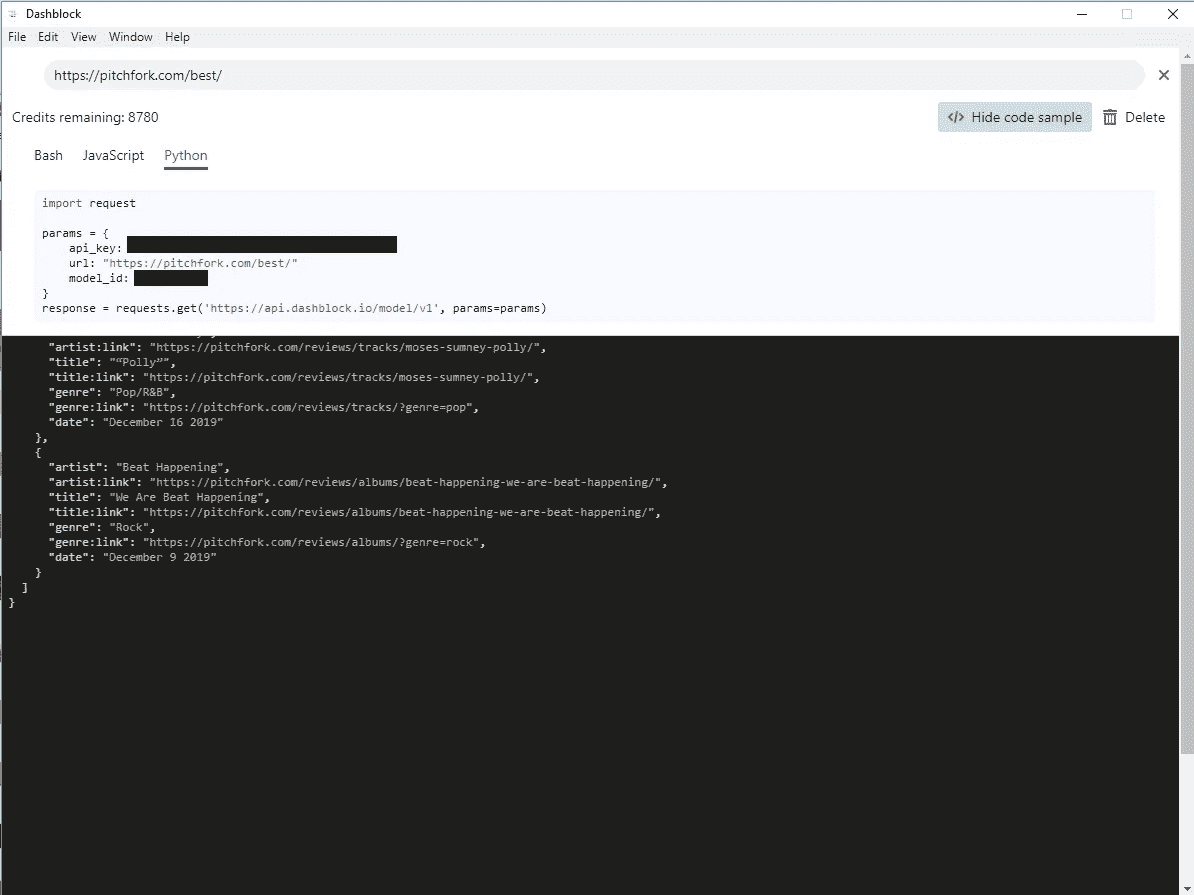 Dashblock
File Edit View Window Help
https://pitchfork.com/best/
Credits remaining: 8780
</> Hide code sample Delete
Bash JavaScript Python
import request
params = {
api_key:
url: "https://pitchfork.com/best/"
model_id:
}
response = requests.get('https://api.dashblock.io/model/v1', params=params)
"artist:link": "https://pitchfork.com/reviews/tracks/moses-sumney-polly/",
"title": "“Polly”",
"title:link": "https://pitchfork.com/reviews/tracks/moses-sumney-polly/",
"genre": "Pop/R&B",
"genre:link": "https://pitchfork.com/reviews/tracks/?genre=pop",
"date": "December 16 2019"
},
{
"artist": "Beat Happening",
"artist:link": "https://pitchfork.com/reviews/albums/beat-happening-we-are-beat-happening/",
"title": "We Are Beat Happening",
"title:link": "https://pitchfork.com/reviews/albums/beat-happening-we-are-beat-happening/",
"genre": "Rock",
"genre:link": "https://pitchfork.com/reviews/albums/?genre=rock",
"date": "December 9 2019"
}
]
}